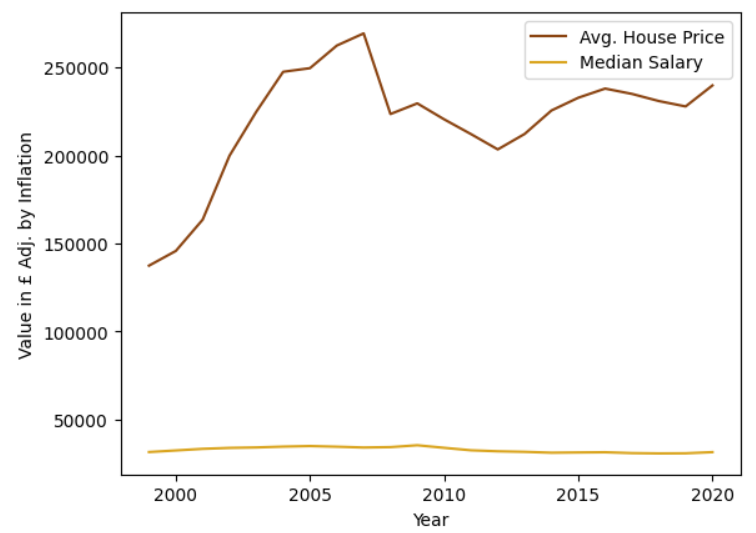 Avg. House Price
Median Salary
250000
200000
150000
100000
50000
Value in £ Adj. by Inflation
2000 2005 2010 2015 2020
Year